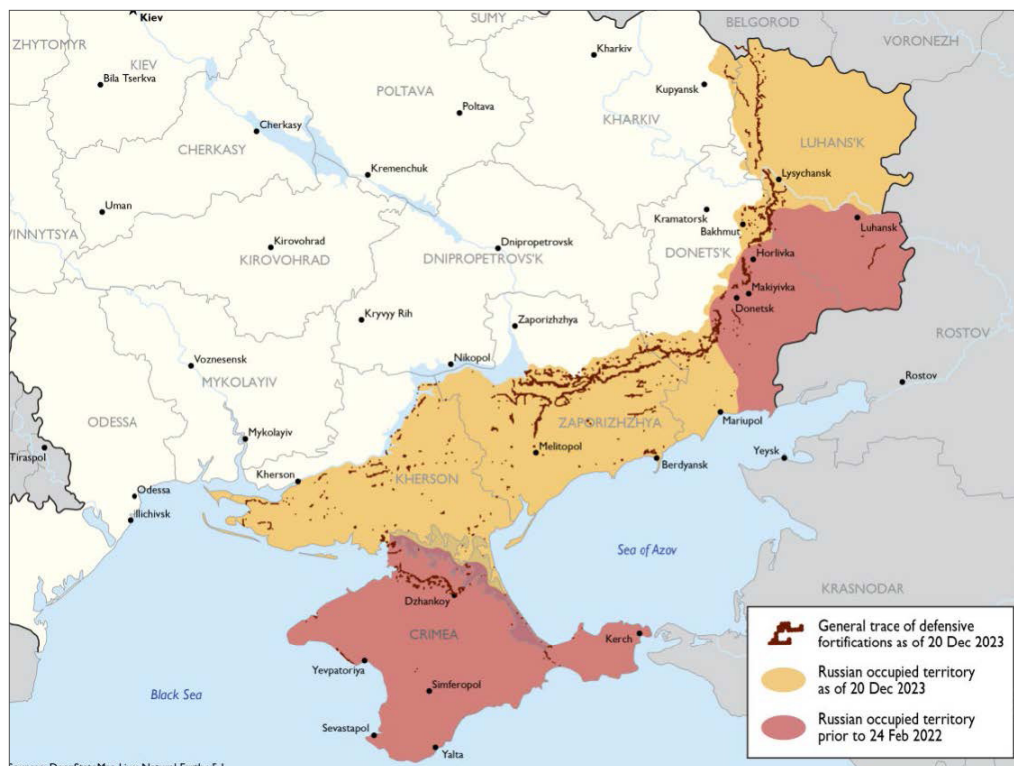 Kiev
SUMY
BELGOROD
VORONEZH
ZHYTOMYR
KIEV
Kharkiv
Bila Tserkva
POLTAVA
Kupyansk
Poltava
KHARKIV
Cherkasy
CHERKASY
LUHANS'K
Kremenchuk
Lysychansk
Uman
Kramatorsk
Bakhmut
Luhansk
VINNYTSYA
Kirovohrad
KIROVOHRAD
Dnipropetrovsk
DNIPROPETROVS'K
DONETS'K
Horlivka
Makiyivka
Donetsk
Kryvyy Rih
Zaporizhzhya
ROSTOV
Voznesensk
Nikopol
MYKOLAYIV
Rostov
ODESSA
Mykolayiv
ZAPORIZHZHYA
Mariupol
Tiraspol
Melitopol
Kherson
KHERSON
Berdyansk
Yeysk
Odessa
illichivsk
Sea of Azov
Dzhankoy
KRASNODAR
CRIMEA
Kerch
Yevpatoriya
Black Sea
Simferopol
Sevastapol
Yalta
General trace of defensive
fortifications as of 20 Dec 2023
Russian occupied territory
as of 20 Dec 2023
Russian occupied territory
prior to 24 Feb 2022